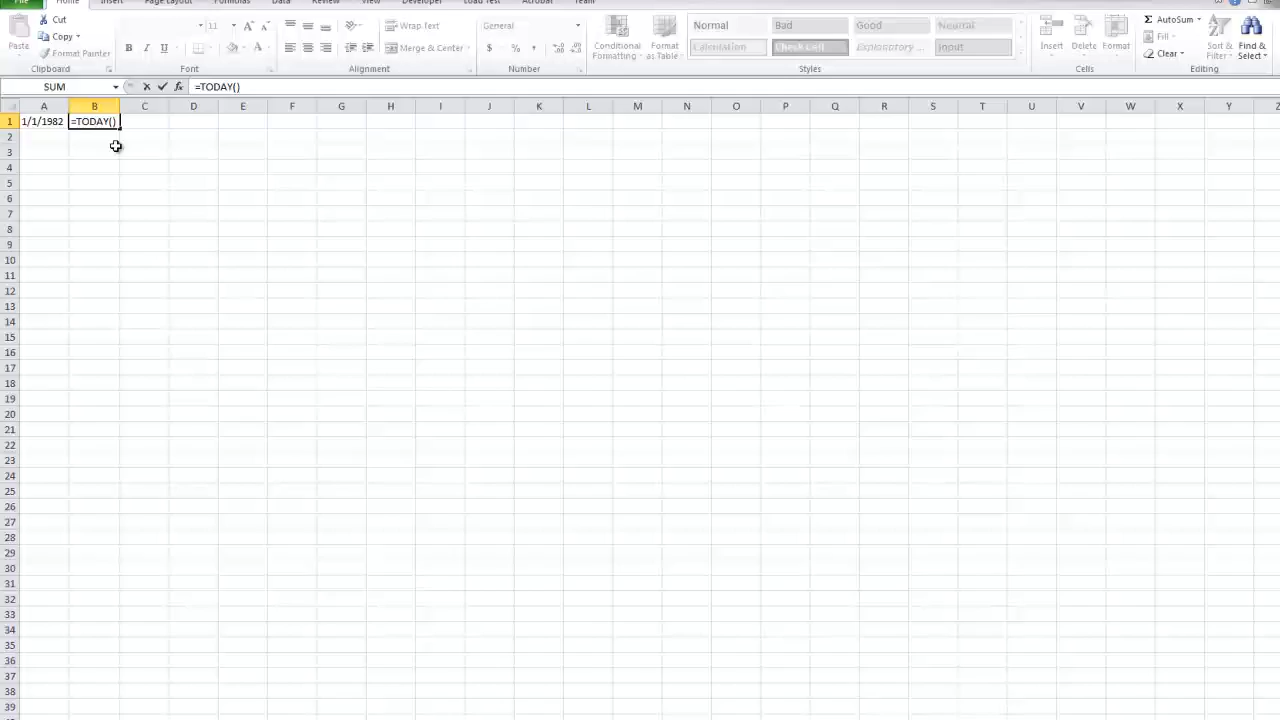 File Home Insert Page Layout Formulas Data Review View Developer Load Test Acrobat Team
Cut
Copy
Paste
Format Painter
Clipboard
11 A A
B I U
Font
Wrap Text
Merge & Center
Alignment
General
$ % ,
Number
Conditional Formatting
Format as Table
Normal Bad Good Neutral
Calculation Check Cell Explanatory ... Input
Styles
Insert Delete Format
Cells
Σ AutoSum
Fill
Clear
Sort & Filter
Find & Select
Editing
SUM fx =TODAY()
A B C D E F G H I J K L M N O P Q R S T U V W X Y Z
1 1/1/1982 =TODAY()
2
3
4
5
6
7
8
9
10
11
12
13
14
15
16
17
18
19
20
21
22
23
24
25
26
27
28
29
30
31
32
33
34
35
36
37
38
39